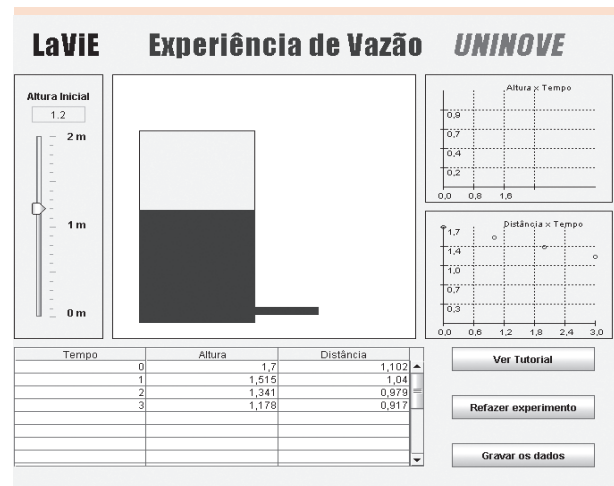 LaViE Experiência de Vazão UNINOVE
Altura Inicial
1.2
2 m
1 m
0 m
Altura x Tempo
0,9
0,7
0,4
0,2
0,0 0,8 1,6
Distância x Tempo
1,7
1,4
1,0
0,7
0,3
0,0 0,6 1,2 1,8 2,4 3,0
Tempo Altura Distância
0 1,7 1,102
1 1,515 1,04
2 1,341 0,979
3 1,178 0,917
Ver Tutorial
Refazer experimento
Gravar os dados